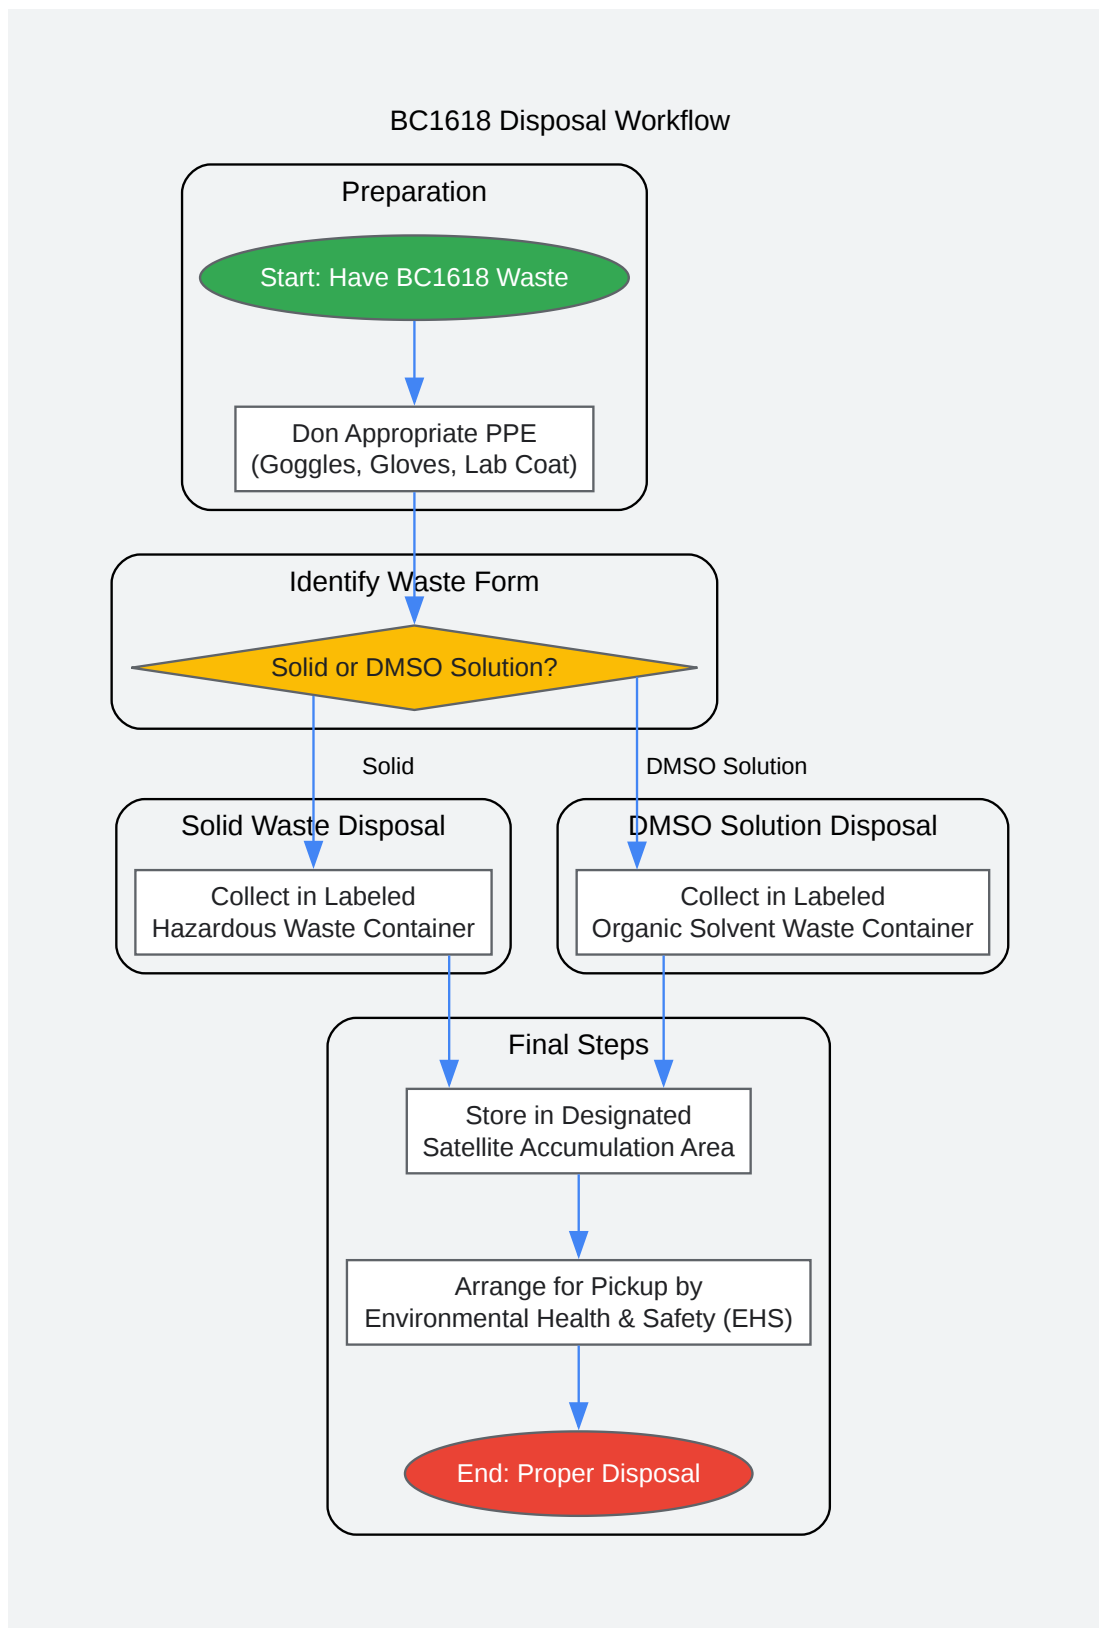 BC1618 Disposal Workflow
Preparation
Start: Have BC1618 Waste
Don Appropriate PPE
(Goggles, Gloves, Lab Coat)
Identify Waste Form
Solid or DMSO Solution?
Solid
DMSO Solution
Solid Waste Disposal
Collect in Labeled
Hazardous Waste Container
DMSO Solution Disposal
Collect in Labeled
Organic Solvent Waste Container
Final Steps
Store in Designated
Satellite Accumulation Area
Arrange for Pickup by
Environmental Health & Safety (EHS)
End: Proper Disposal